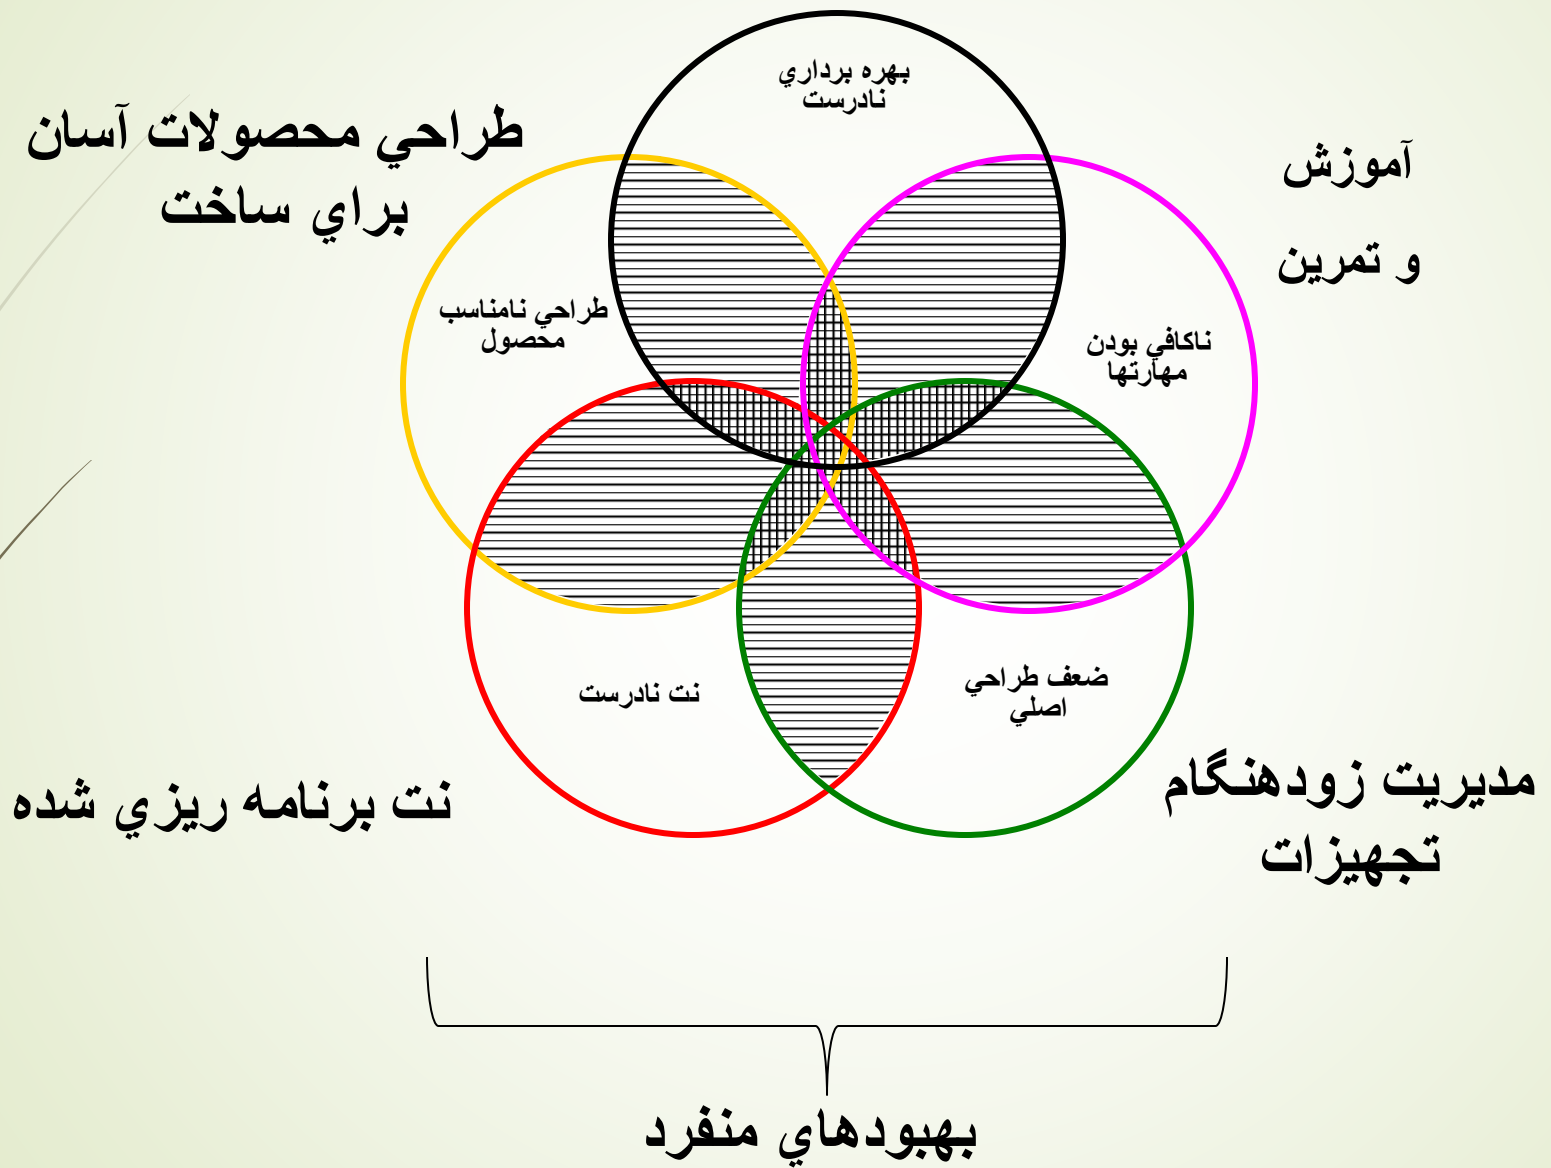 بهره برداري
نادرست
طراحي محصولات آسان
براي ساخت
آموزش
و تمرين
طراحي نامناسب
محصول
ناكافي بودن
مهارتها
ضعف طراحي
اصلي
نت نادرست
مديريت زودهنگام
تجهيزات
نت برنامه ريزي شده
بهبودهاي منفرد